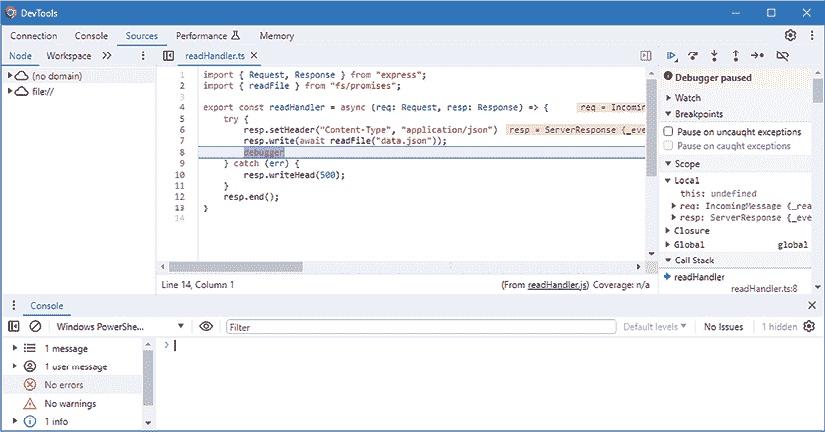 DevTools
Connection Console Sources Performance Memory
Node Workspace
readHandler.ts
(no domain)
file://
1 import { Request, Response } from "express";
2 import { readFile } from "fs/promises";
3
4 export const readHandler = async (req: Request, resp: Response) => { req = Incom
5 try {
6 resp.setHeader("Content-Type", "application/json") resp = ServerResponse {_eve
7 resp.write(await readFile("data.json"));
8 debugger
9 } catch (err) {
10 resp.writeHead(500);
11 }
12 resp.end();
13 }
14
Line 14, Column 1 (From readHandler.js) Coverage: n/a
Debugger paused
Watch
Breakpoints
Pause on uncaught exceptions
Pause on caught exceptions
Scope
Local
this: undefined
req: IncomingMessage {_rea
resp: ServerResponse {_eve
Closure
Global global
Call Stack
readHandler
readHandler.ts:8
Console
Windows PowerShe... Filter Default levels No Issues 1 hidden
1 message
1 user message
No errors
No warnings
1 info